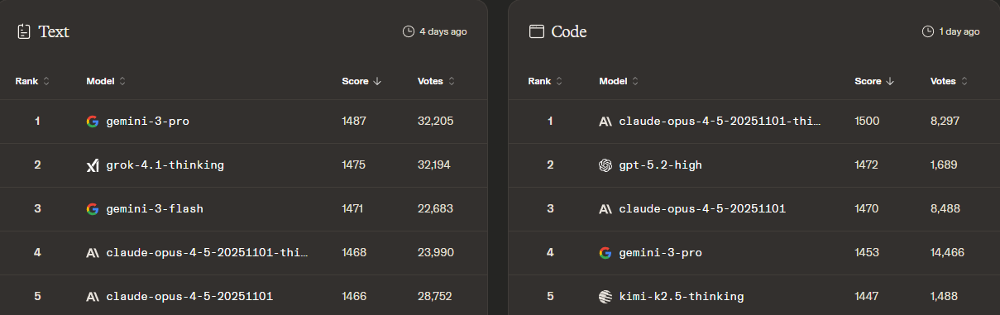 Text 4 days ago
Rank Model Score Votes
1 gemini-3-pro 1487 32,205
2 grok-4.1-thinking 1475 32,194
3 gemini-3-flash 1471 22,683
4 claude-opus-4-5-20251101-thi... 1468 23,990
5 claude-opus-4-5-20251101 1466 28,752
Code 1 day ago
Rank Model Score Votes
1 claude-opus-4-5-20251101-thi... 1500 8,297
2 gpt-5.2-high 1472 1,689
3 claude-opus-4-5-20251101 1470 8,488
4 gemini-3-pro 1453 14,466
5 kimi-k2.5-thinking 1447 1,488